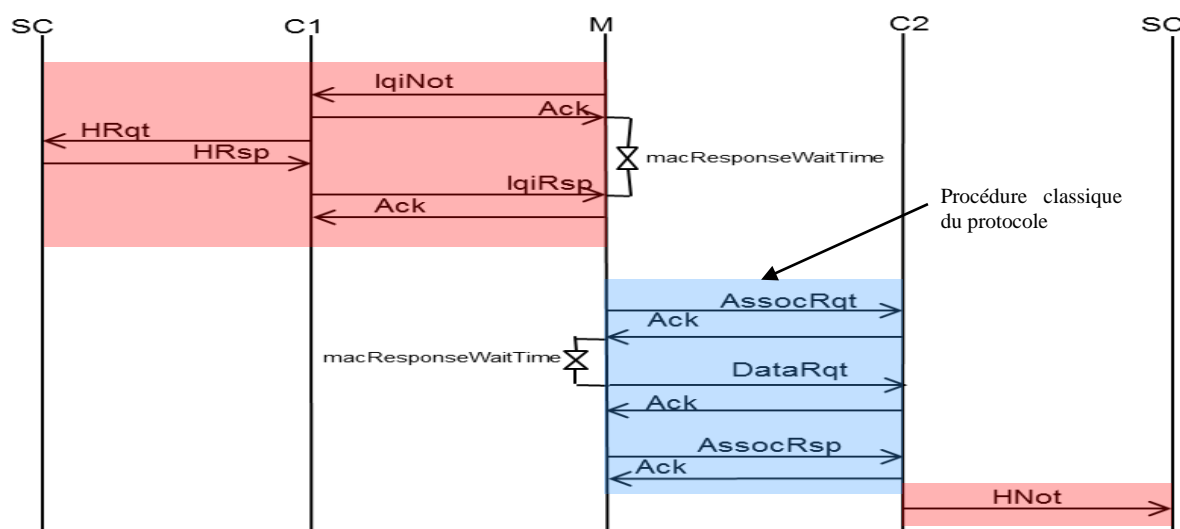 SC C1 M C2 SC
IqiNot
Ack
HRqt
HRsp
macResponseWaitTime
IqiRsp
Ack
Procédure classique
du protocole
AssocRqt
Ack
macResponseWaitTime
DataRqt
Ack
AssocRsp
Ack
HNot